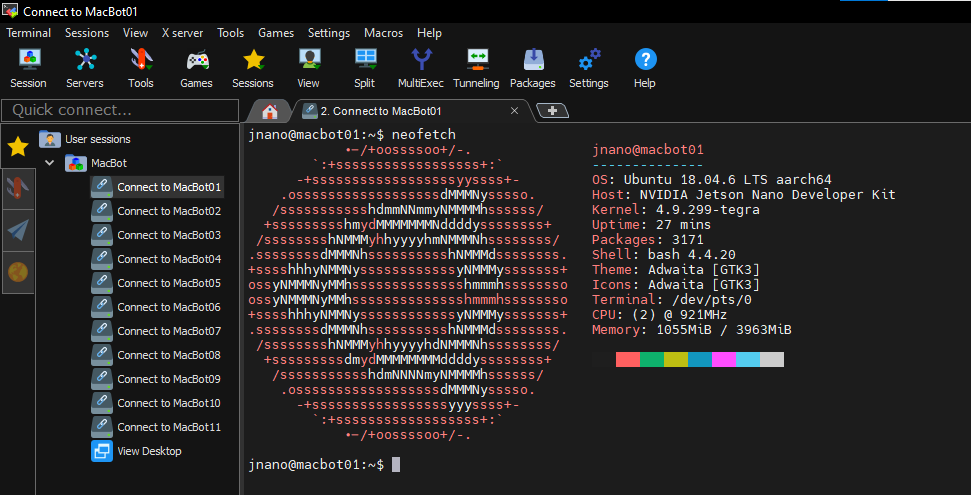 Connect to MacBot01
Terminal Sessions View X server Tools Games Settings Macros Help
Session Servers Tools Games Sessions View Split MultiExec Tunneling Packages Settings Help
Quick connect...
2. Connect to MacBot01
User sessions
MacBot
Connect to MacBot01
Connect to MacBot02
Connect to MacBot03
Connect to MacBot04
Connect to MacBot05
Connect to MacBot06
Connect to MacBot07
Connect to MacBot08
Connect to MacBot09
Connect to MacBot10
Connect to MacBot11
View Desktop
jnano@macbot01:~$ neofetch
•—/+oossssoo+/-.
`:+ssssssssssssssssss+:`
-+ssssssssssssssssssyyssss+-
.ossssssssssssssssssdMMMNysssso.
/ssssssssssshdmmNNmmyNMMMMhssssss/
+ssssssssshmydMMMMMMMNddddyssssssss+
/sssssssshNMMMyhhyyyyhmNMMMNhssssssss/
.ssssssssdMMMNhsssssssssshNMMMdssssssss.
+sssshhhyNMMNyssssssssssssyNMMMysssssss+
ossyNMMMNyMMhsssssssssssssshmmmhssssssso
ossyNMMMNyMMhsssssssssssssshmmmhssssssso
+sssshhhyNMMNyssssssssssssyNMMMysssssss+
.ssssssssdMMMNhsssssssssshNMMMdssssssss.
/sssssssshNMMMyhhyyyyhdNMMMNhssssssss/
+sssssssssdmydMMMMMMMMddddyssssssss+
/ssssssssssshdmNNNNmyNMMMMhssssss/
.ossssssssssssssssssdMMMNysssso.
-+sssssssssssssssssyyyssss+-
`:+ssssssssssssssssss+:`
•—/+oossssoo+/-.
jnano@macbot01
--------------
OS: Ubuntu 18.04.6 LTS aarch64
Host: NVIDIA Jetson Nano Developer Kit
Kernel: 4.9.299-tegra
Uptime: 27 mins
Packages: 3171
Shell: bash 4.4.20
Theme: Adwaita [GTK3]
Icons: Adwaita [GTK3]
Terminal: /dev/pts/0
CPU: (2) @ 921MHz
Memory: 1055MiB / 3963MiB
jnano@macbot01:~$